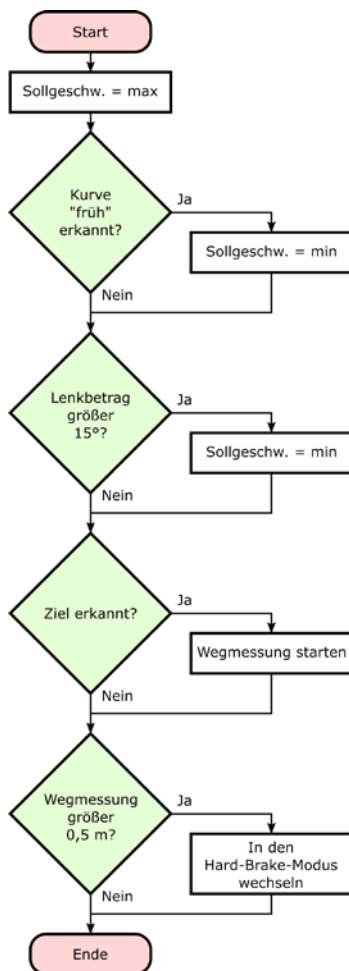 Start
Sollgeschw. = max
Kurve
"früh"
erkannt?
Ja
Sollgeschw. = min
Nein
Lenkbetrag
größer
15°?
Ja
Sollgeschw. = min
Nein
Ziel erkannt?
Ja
Wegmessung starten
Nein
Wegmessung
größer
0,5 m?
Ja
In den
Hard-Brake-Modus
wechseln
Nein
Ende